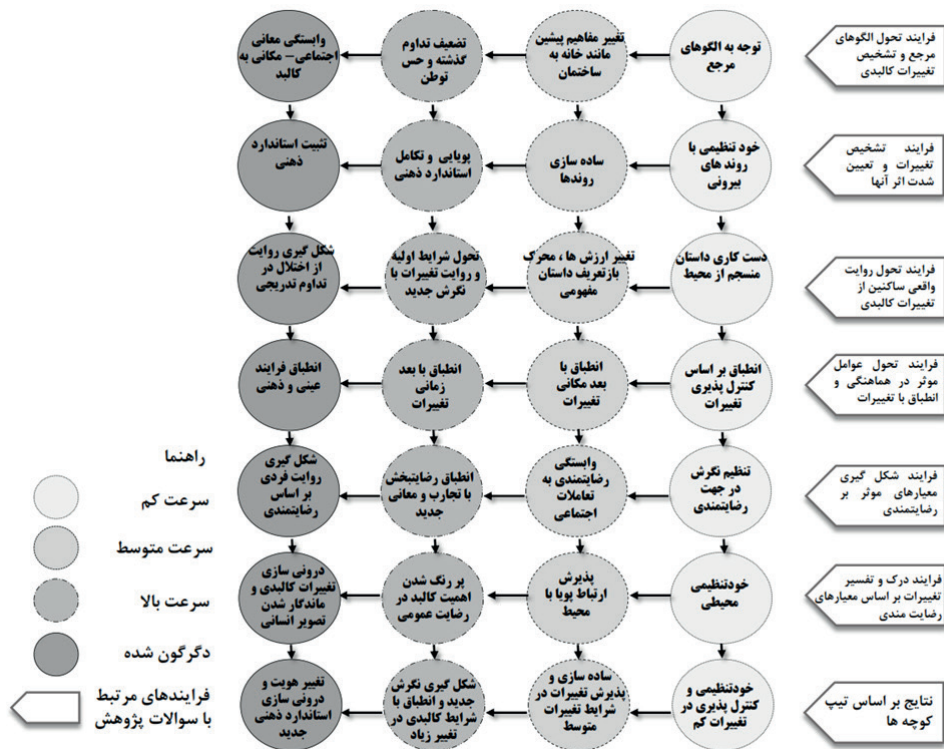 فرایند تحول الگوهای
مرجع و تشخیص
تغییرات کالبدی
توجه به الگوهای
مرجع
تغییر مفاهیم پیشین
مانند خانه به
ساختمان
تضعیف تداوم
گذشته و حس
توطن
وابستگی معانی
اجتماعی- مکانی به
کالبد
فرایند تشخیص
تغییرات و تعیین
شدت اثر آنها
خود تنظیمی با
روند های
بیرونی
ساده سازی
روندها
پویایی و تکامل
استاندارد ذهنی
تثبیت استاندارد
ذهنی
فرایند تحول روایت
واقعی ساکنین از
تغییرات کالبدی
دست کاری داستان
منسجم از محیط
تغییر ارزش ها ، محرک
بازتعریف داستان
مفهومی
تحول شرایط اولیه
و روایت تغییرات با
نگرش جدید
شکل گیری روایت
از اختلال در
تداوم تدریجی
فرایند تحول عوامل
موثر در هماهنگی و
انطباق با تغییرات
انطباق بر اساس
کنترل پذیری
تغییرات
انطباق با
بعد مکانی
تغییرات
انطباق با بعد
زمانی
تغییرات
انطباق فرایند
عینی و ذهنی
فرایند شکل گیری
معیارهای موثر بر
رضایتمندی
تنظیم نگرش
در جهت
رضایتمندی
وابستگی
رضایتمندی به
تعاملات
اجتماعی
انطباق رضایتبخش
با تجارب و معانی
جدید
شکل گیری
روایت فردی
بر اساس
رضایتمندی
فرایند درک و تفسیر
تغییرات بر اساس معیارهای
رضایت مندی
خودتنظیمی
محیطی
پذیرش
ارتباط پویا با
محیط
پر رنگ شدن
اهمیت کالبد در
رضایت عمومی
درونی سازی
تغییرات کالبدی و
ماندگار شدن
تصویر انسانی
نتایج بر اساس تیپ
کوچه ها
خودتنظیمی و
کنترل پذیری در
تغییرات کم
ساده سازی و
پذیرش تغییرات در
شرایط تغییرات
متوسط
شکل گیری نگرش
جدید و انطباق با
شرایط کالبدی در
تغییر زیاد
تغییر هویت و
درونی سازی
استاندارد ذهنی
جدید
راهنما
سرعت کم
سرعت متوسط
سرعت بالا
دگرگون شده
فرایندهای مرتبط
با سوالات پژوهش